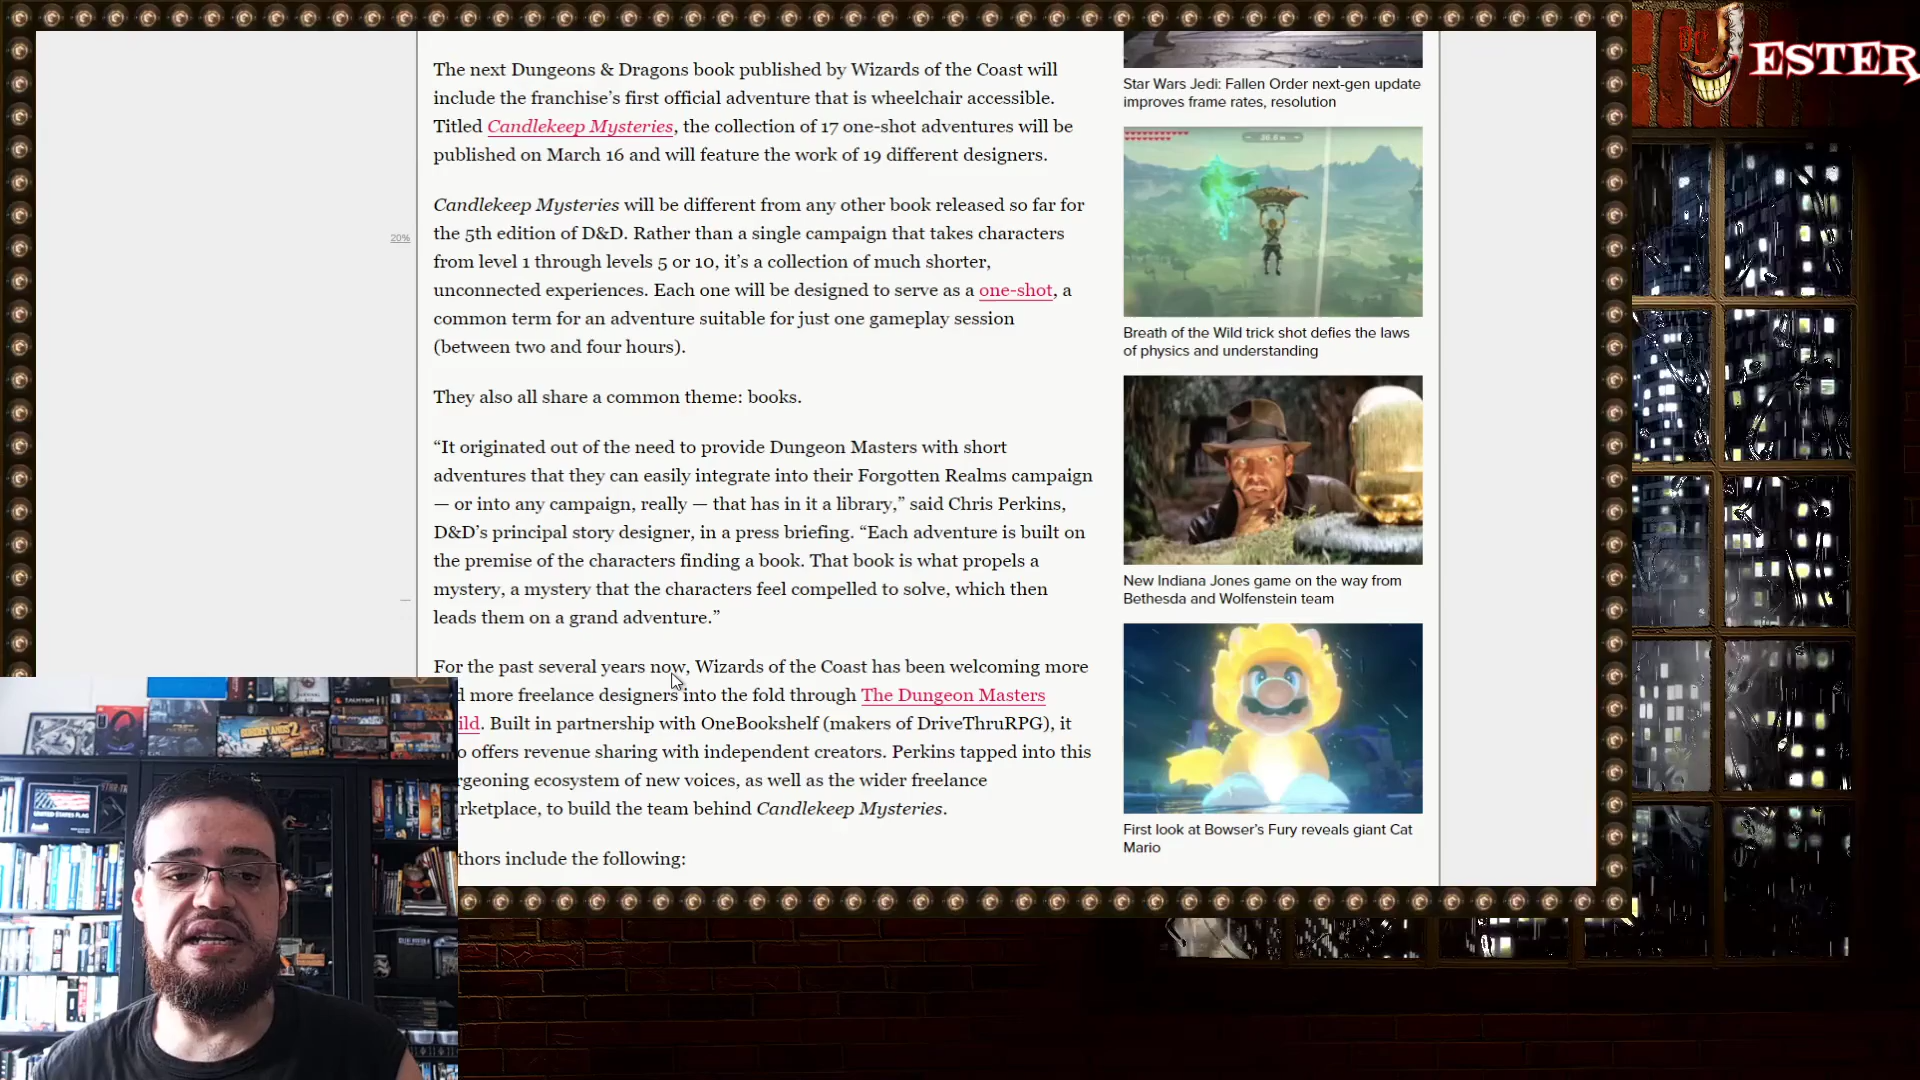 The next Dungeons & Dragons book published by Wizards of the Coast will
include the franchise's first official adventure that is wheelchair accessible.
Titled Candlekeep Mysteries, the collection of 17 one-shot adventures will be
published on March 16 and will feature the work of 19 different designers.
Candlekeep Mysteries will be different from any other book released so far for
the 5th edition of D&D. Rather than a single campaign that takes characters
from level 1 through levels 5 or 10, it's a collection of much shorter,
unconnected experiences. Each one will be designed to serve as a one-shot, a
common term for an adventure suitable for just one gameplay session
(between two and four hours).
They also all share a common theme: books.
“It originated out of the need to provide Dungeon Masters with short
adventures that they can easily integrate into their Forgotten Realms campaign
— or into any campaign, really — that has in it a library,” said Chris Perkins,
D&D's principal story designer, in a press briefing. “Each adventure is built on
the premise of the characters finding a book. That book is what propels a
mystery, a mystery that the characters feel compelled to solve, which then
leads them on a grand adventure.”
For the past several years now, Wizards of the Coast has been welcoming more
d more freelance designers into the fold through The Dungeon Masters
ild. Built in partnership with OneBookshelf (makers of DriveThruRPG), it
o offers revenue sharing with independent creators. Perkins tapped into this
rgeoning ecosystem of new voices, as well as the wider freelance
rketplace, to build the team behind Candlekeep Mysteries.
thors include the following:
20%
Star Wars Jedi: Fallen Order next-gen update
improves frame rates, resolution
Breath of the Wild trick shot defies the laws
of physics and understanding
New Indiana Jones game on the way from
Bethesda and Wolfenstein team
First look at Bowser's Fury reveals giant Cat
Mario
ESTER
BORDERLANDS 2
UNITED STATES FLAG